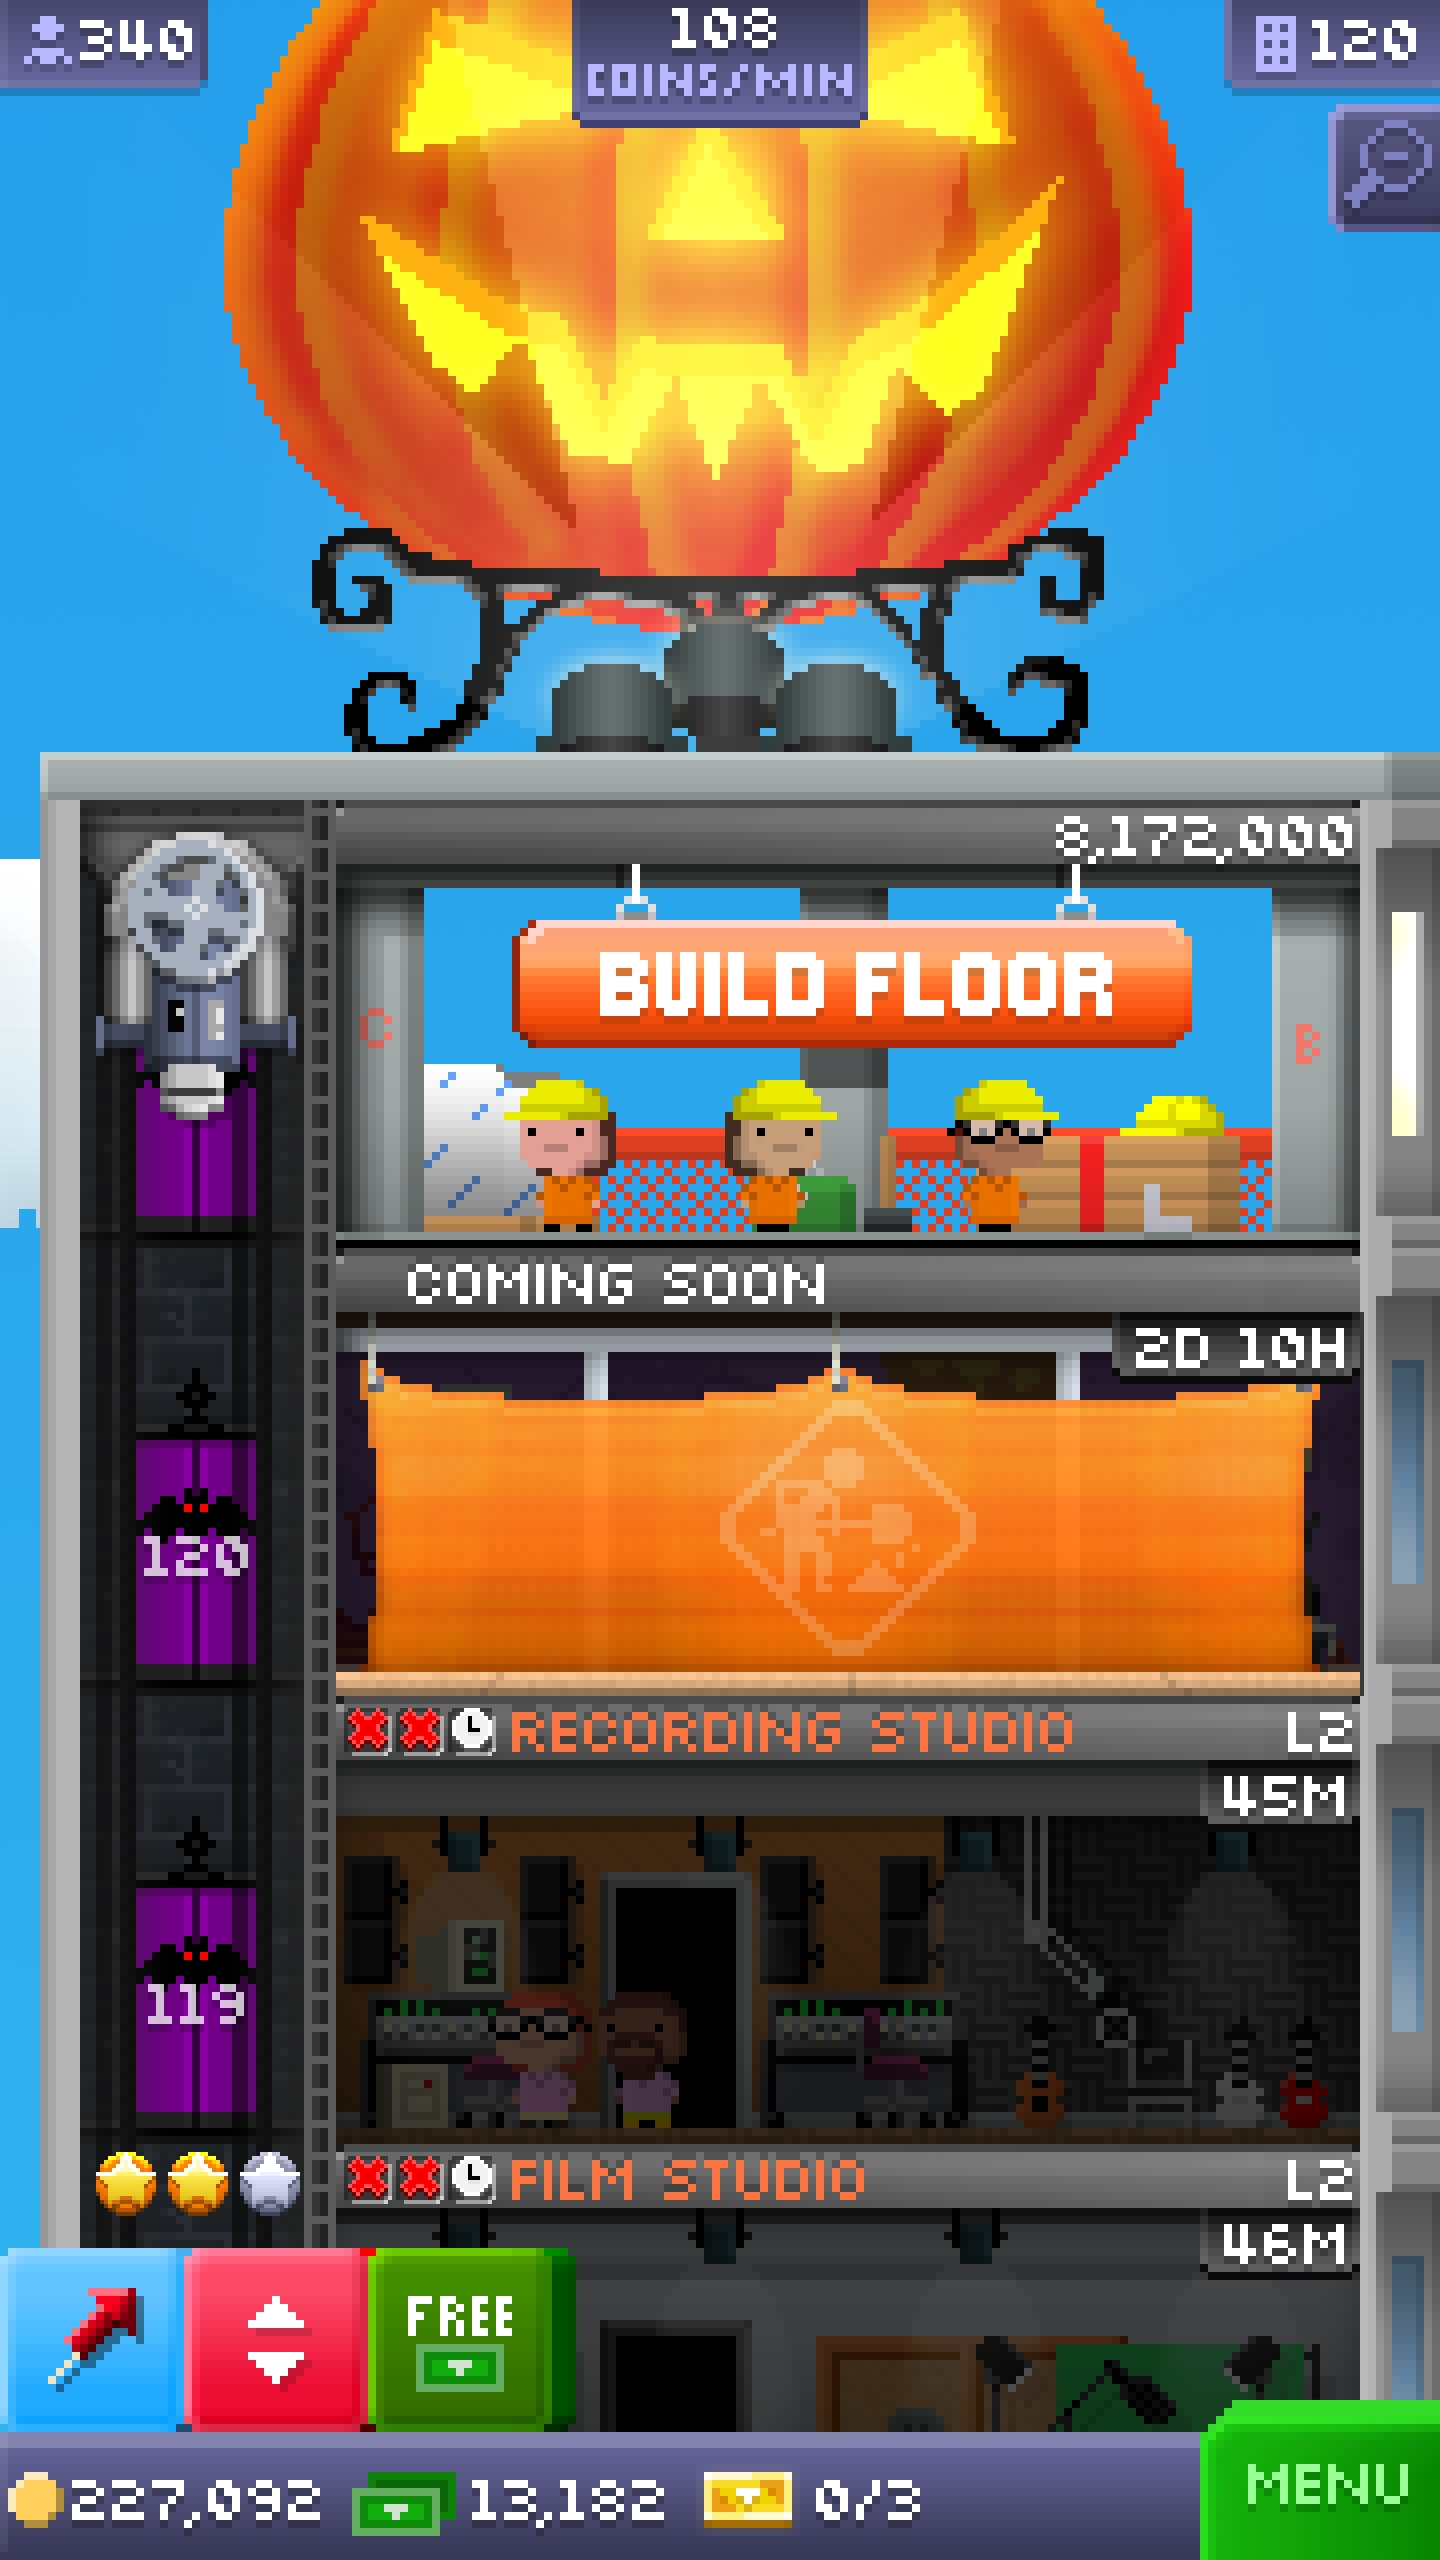 340
108
COINS/MIN
120
8,172,000
BUILD FLOOR
C
B
COMING SOON
2D 10H
120
RECORDING STUDIO
L2
45M
119
FILM STUDIO
L2
46M
FREE
227,092
13,182
0/3
MENU